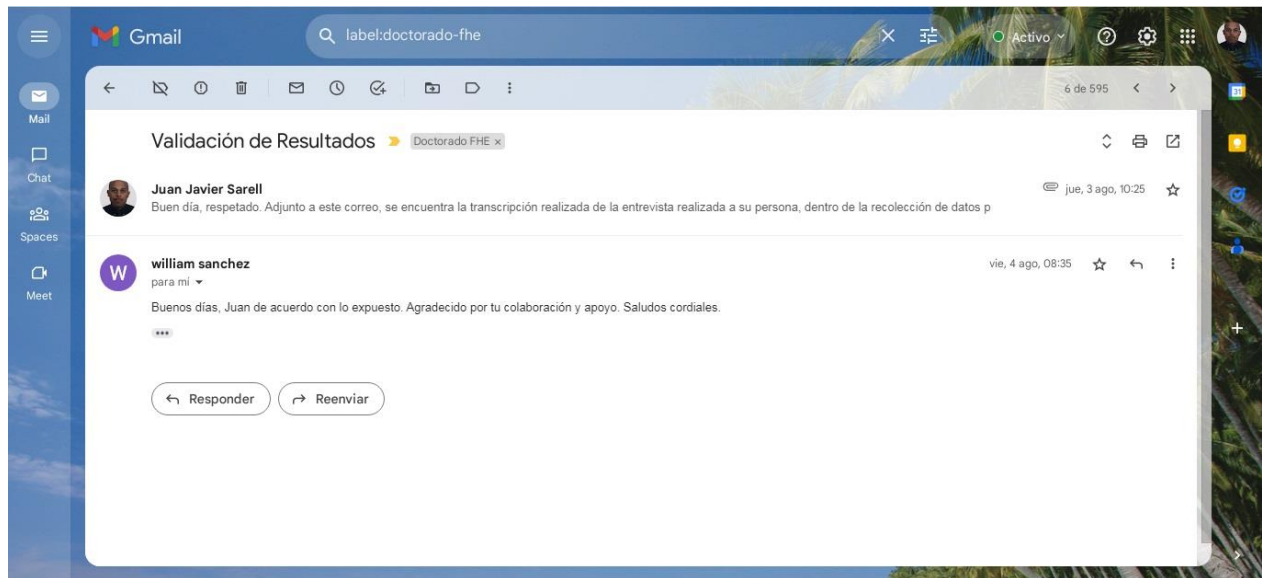 Gmail
label:doctorado-fhe
Activo
Mail
Chat
Spaces
Meet
6 de 595
31
Validación de Resultados
Doctorado FHE ×
Juan Javier Sarell
jue, 3 ago, 10:25
Buen día, respetado. Adjunto a este correo, se encuentra la transcripción realizada de la entrevista realizada a su persona, dentro de la recolección de datos p
W
william sanchez
vie, 4 ago, 08:35
para mí
Buenos días, Juan de acuerdo con lo expuesto. Agradecido por tu colaboración y apoyo. Saludos cordiales.
Responder
Reenviar